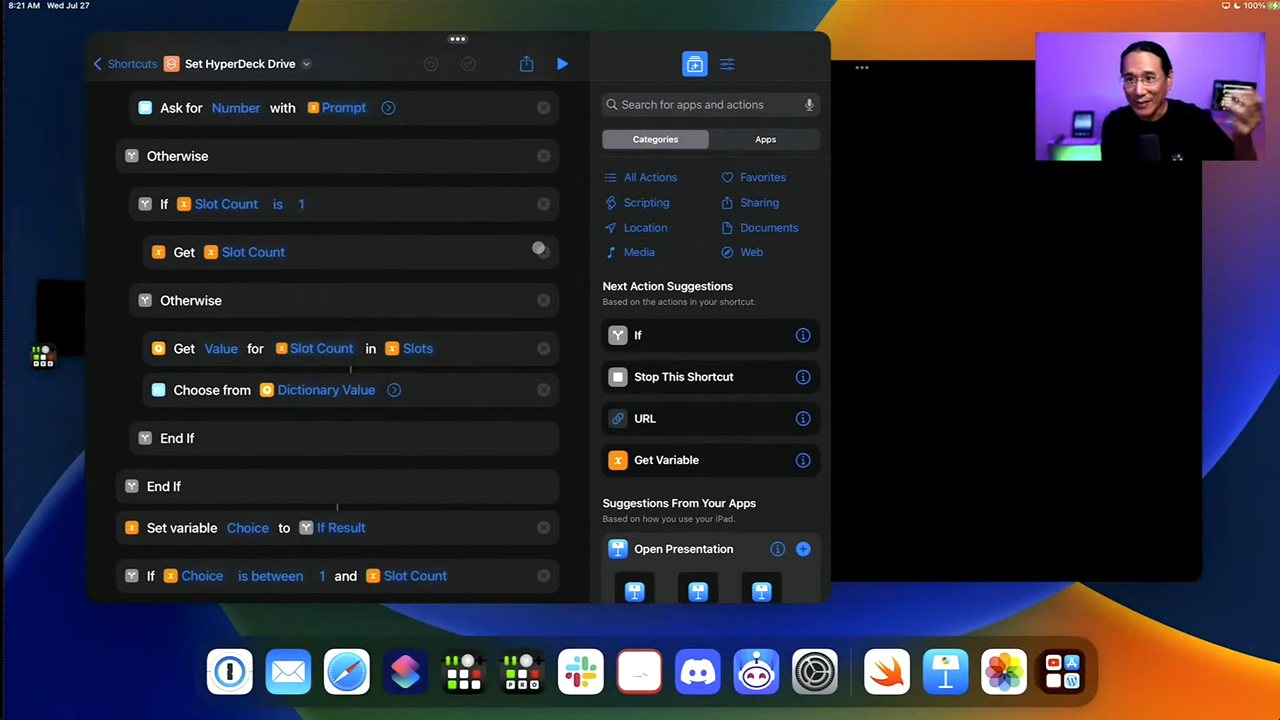 8:21 AM Wed Jul 27
100%
Shortcuts Set HyperDeck Drive
Ask for Number with Prompt
Otherwise
If Slot Count is 1
Get Slot Count
Otherwise
Get Value for Slot Count in Slots
Choose from Dictionary Value
End If
End If
Set variable Choice to If Result
If Choice is between 1 and Slot Count
Search for apps and actions
Categories Apps
All Actions Favorites
Scripting Sharing
Location Documents
Media Web
Next Action Suggestions
Based on the actions in your shortcut.
If
Stop This Shortcut
URL
Get Variable
Suggestions From Your Apps
Based on how you use your iPad.
Open Presentation
PRO